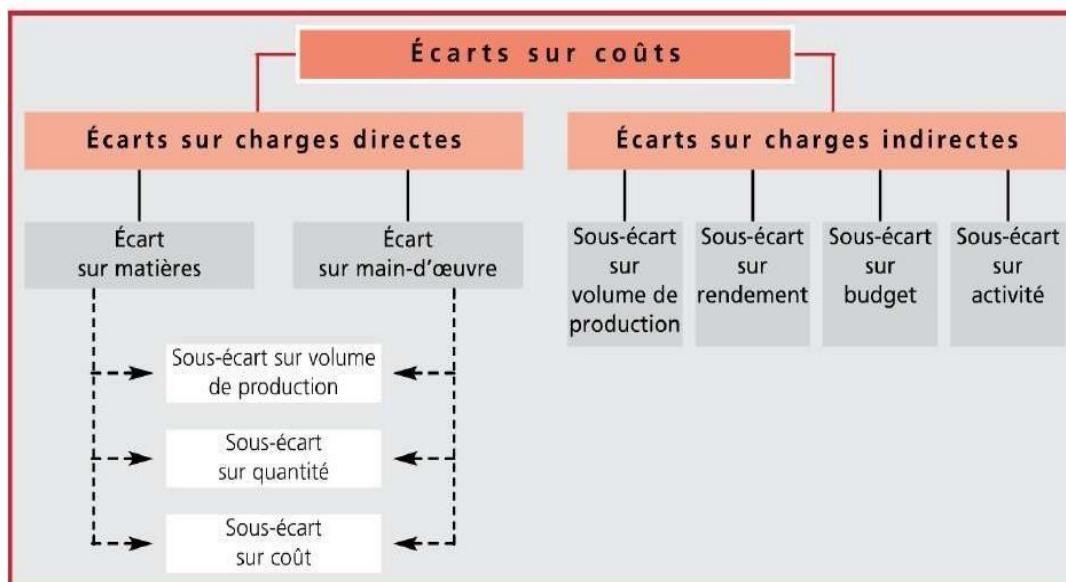 Écarts sur coûts
Écarts sur charges directes
Écarts sur charges indirectes
Écart
sur matières
Écart
sur main-d'œuvre
Sous-écart
sur
volume de
production
Sous-écart
sur
rendement
Sous-écart
sur
budget
Sous-écart
sur
activité
Sous-écart sur volume
de production
Sous-écart
sur quantité
Sous-écart
sur coût